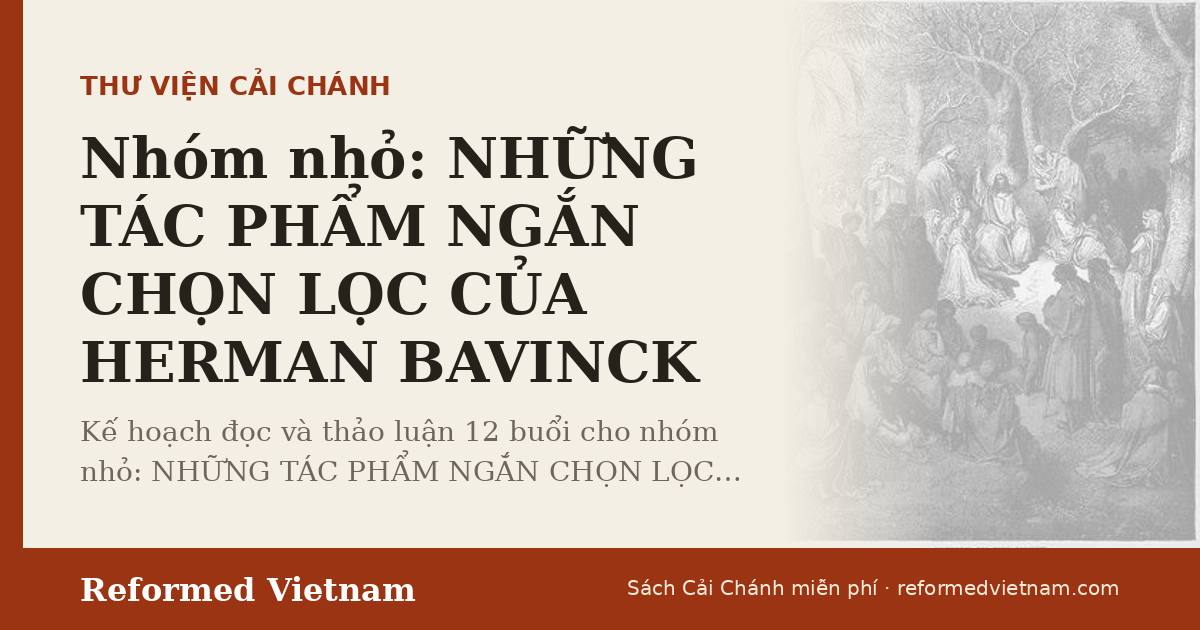 THƯ VIỆN CẢI CHÁNH
Nhóm nhỏ: NHỮNG
TÁC PHẨM NGẮN
CHỌN LỌC CỦA
HERMAN BAVINCK
Kế hoạch đọc và thảo luận 12 buổi cho nhóm
nhỏ: NHỮNG TÁC PHẨM NGẮN CHỌN LỌC...
Reformed Vietnam
Sách Cải Chánh miễn phí · reformedvietnam.com